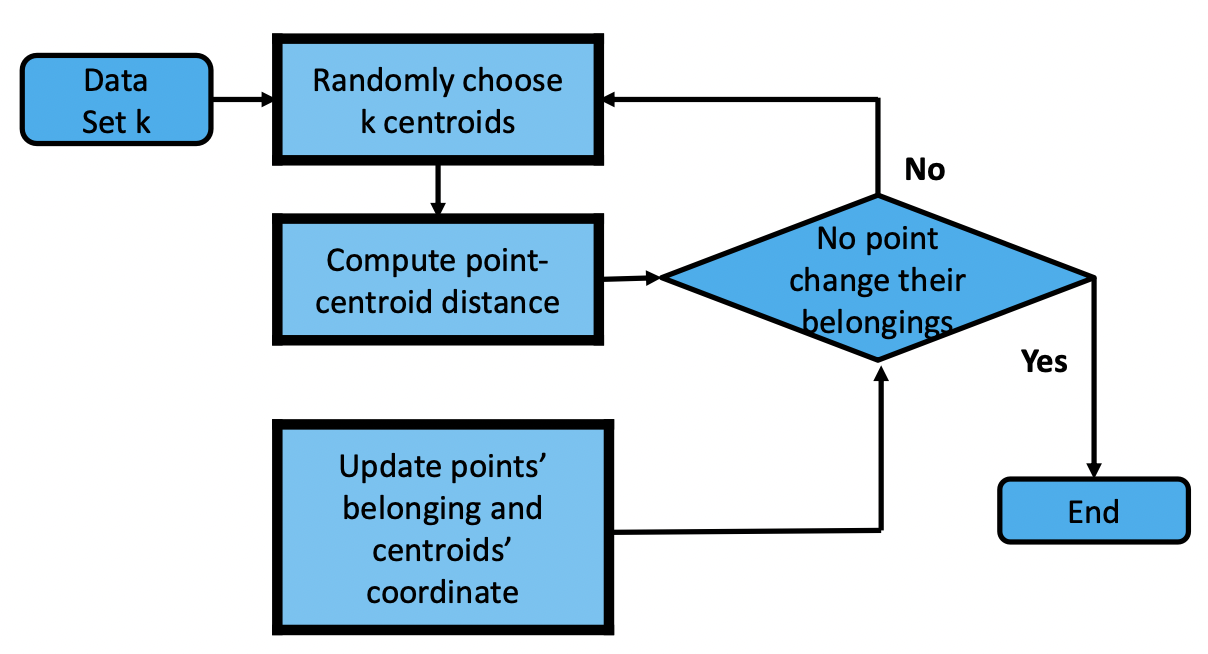 Data
Set k
Randomly choose
k centroids
No
Compute point-
centroid distance
No point
change their
belongings
Yes
Update points’
belonging and
centroids’
coordinate
End